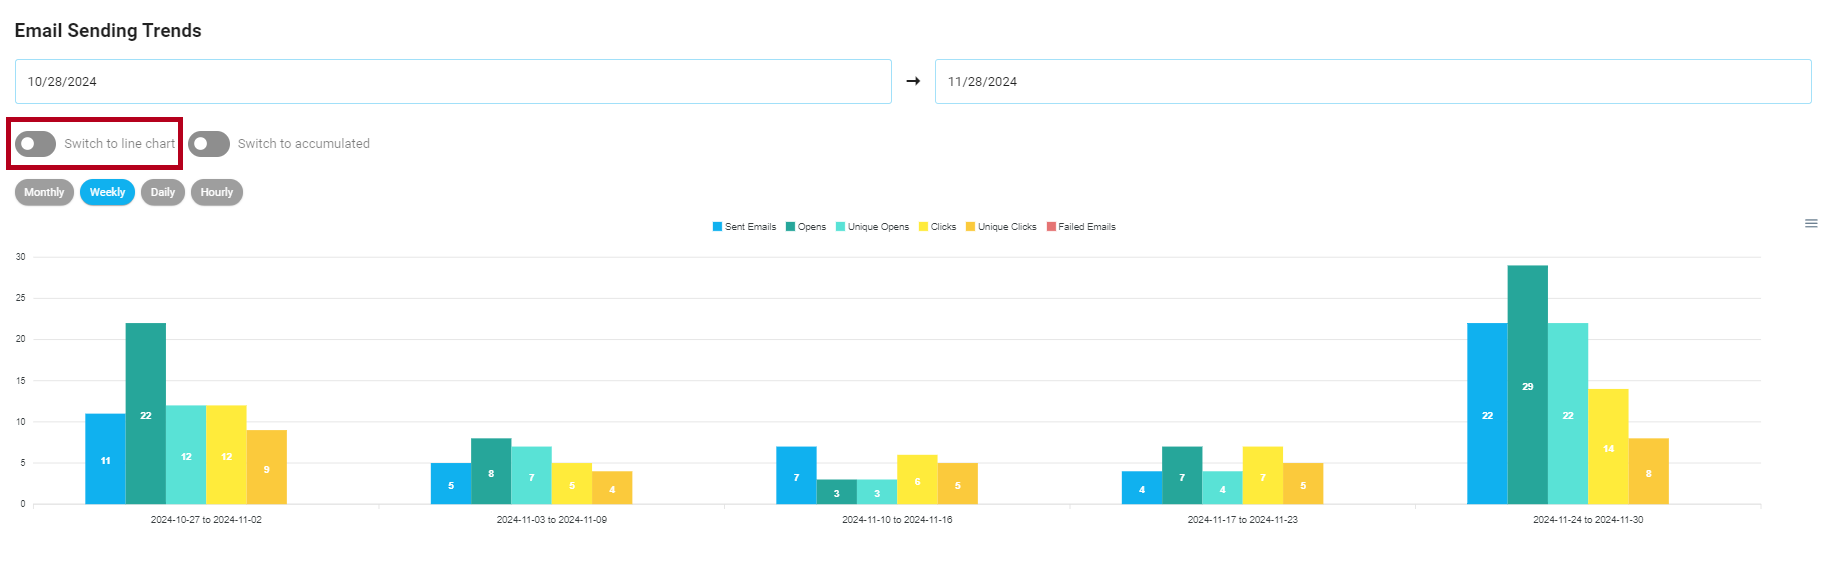 Email Sending Trends
10/28/2024 → 11/28/2024
Switch to line chart Switch to accumulated
Monthly Weekly Daily Hourly
Sent Emails Opens Unique Opens Clicks Unique Clicks Failed Emails
30
25
20
15
10
5
0
11 22 12 12 9
5 8 7 5 4
7 3 3 6 5
4 7 4 7 5
22 29 22 14 8
2024-10-27 to 2024-11-02 2024-11-03 to 2024-11-09 2024-11-10 to 2024-11-16 2024-11-17 to 2024-11-23 2024-11-24 to 2024-11-30